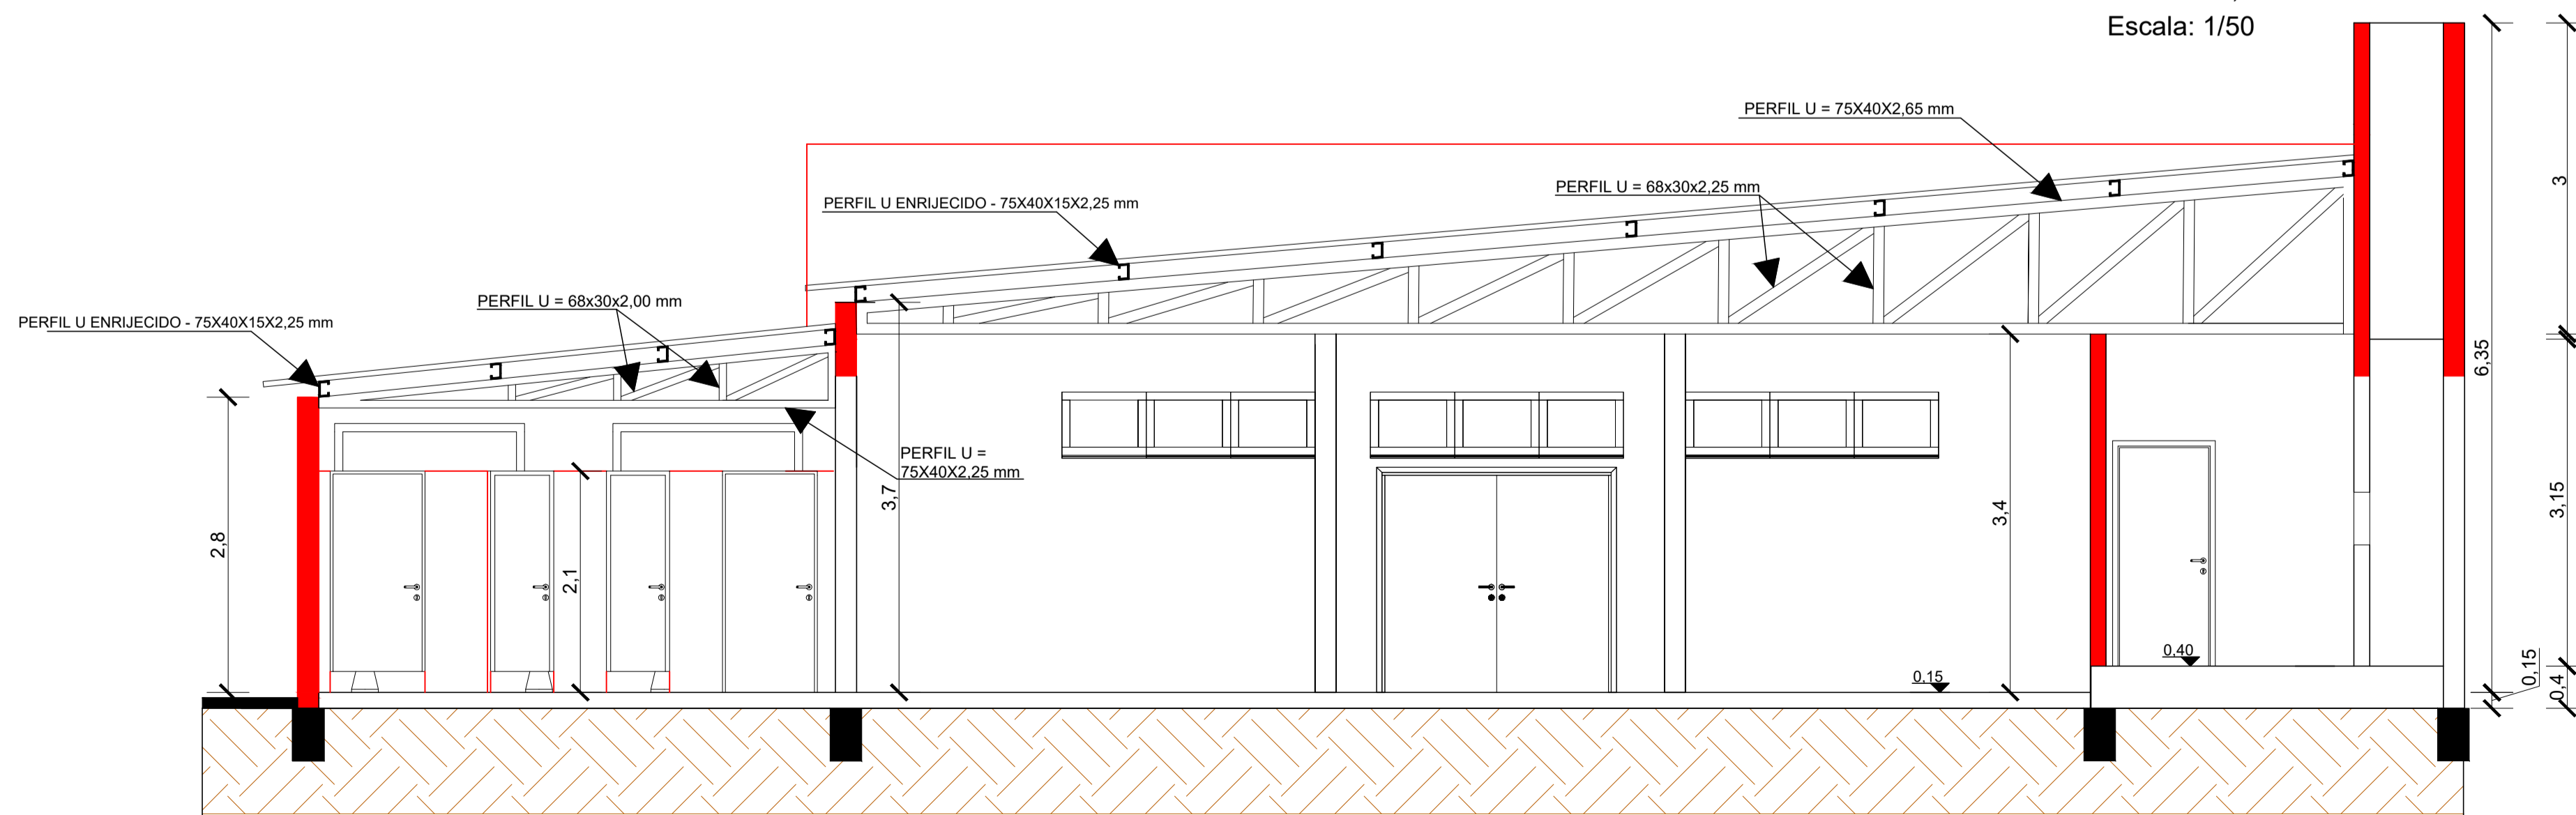 Escala: 1/50
PERFIL U = 75X40X2,65 mm
PERFIL U = 68x30x2,25 mm
PERFIL U ENRIJECIDO - 75X40X15X2,25 mm
PERFIL U = 68x30x2,00 mm
PERFIL U ENRIJECIDO - 75X40X15X2,25 mm
PERFIL U =
75X40X2,25 mm
2,8
2,1
3,7
3,4
0,15
0,40
6,35
0,15
3
3,15
0,4